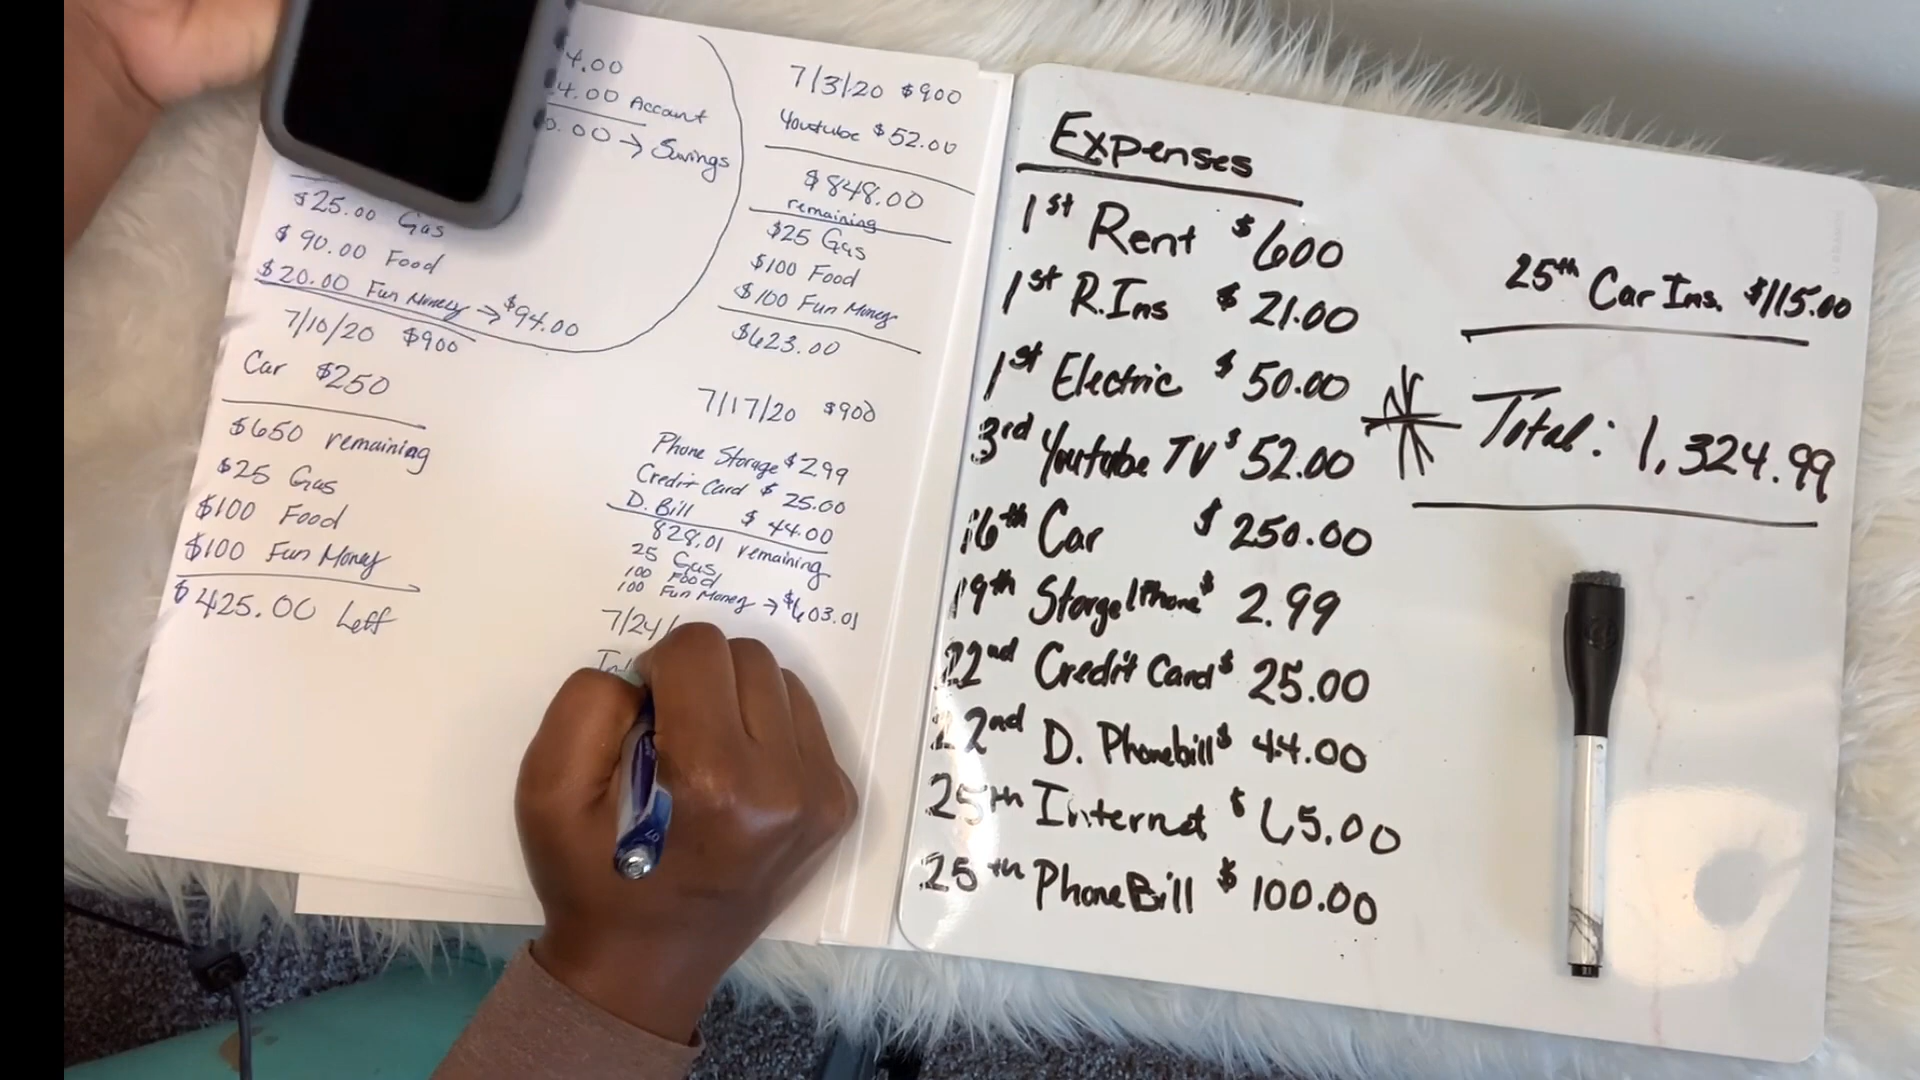 4.00
4.00 Account
0.00 → Savings
$25.00 Gas
$90.00 Food
$20.00 Fun Money → $94.00
7/10/20 $900
Car $250
$650 remaining
$25 Gas
$100 Food
$100 Fun Money
$425.00 Left
7/3/20 $900
Youtube $52.00
$848.00
remaining
$25 Gas
$100 Food
$100 Fun Money
$623.00
7/17/20 $900
Phone Storage $2.99
Credit Card $ 25.00
D. Bill $ 44.00
828.01 remaining
25 Gas
100 Food
100 Fun Money → $603.01
7/24/
Expenses
1st Rent $600
1st R.Ins $ 21.00
1st Electric $ 50.00
3rd Youtube TV $ 52.00
16th Car $ 250.00
19th Storge/Phone $ 2.99
22nd Credit Card $ 25.00
22nd D. Phonebill $ 44.00
25th Internet $ 65.00
25th Phone Bill $ 100.00
25th Car Ins. $115.00
Total: 1,324.99